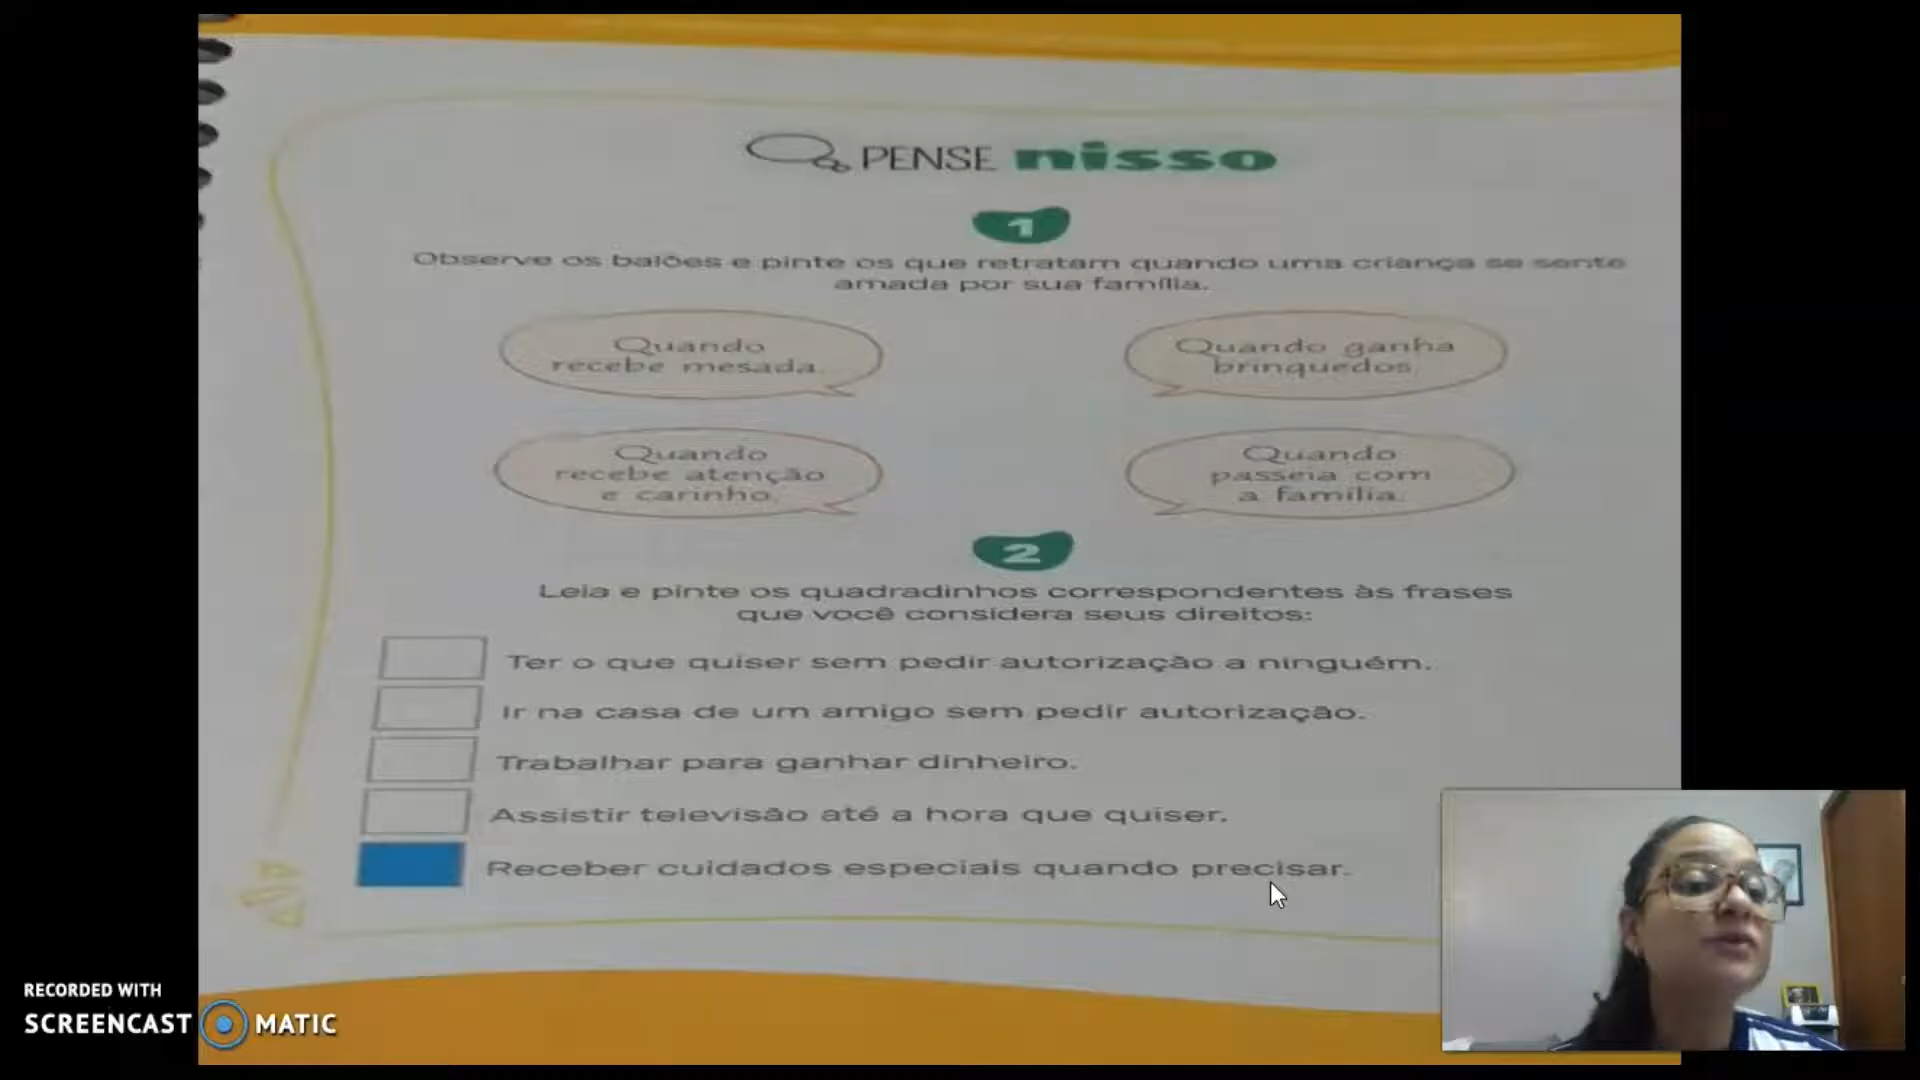 PENSE nisso
1
Observe os balões e pinte os que retratam quando uma criança se sente
amada por sua família.
Quando
recebe mesada.
Quando ganha
brinquedos.
Quando
recebe atenção
e carinho.
Quando
passeia com
a família.
2
Leia e pinte os quadradinhos correspondentes às frases
que você considera seus direitos:
Ter o que quiser sem pedir autorização a ninguém.
Ir na casa de um amigo sem pedir autorização.
Trabalhar para ganhar dinheiro.
Assistir televisão até a hora que quiser.
Receber cuidados especiais quando precisar.
RECORDED WITH
SCREENCAST MATIC